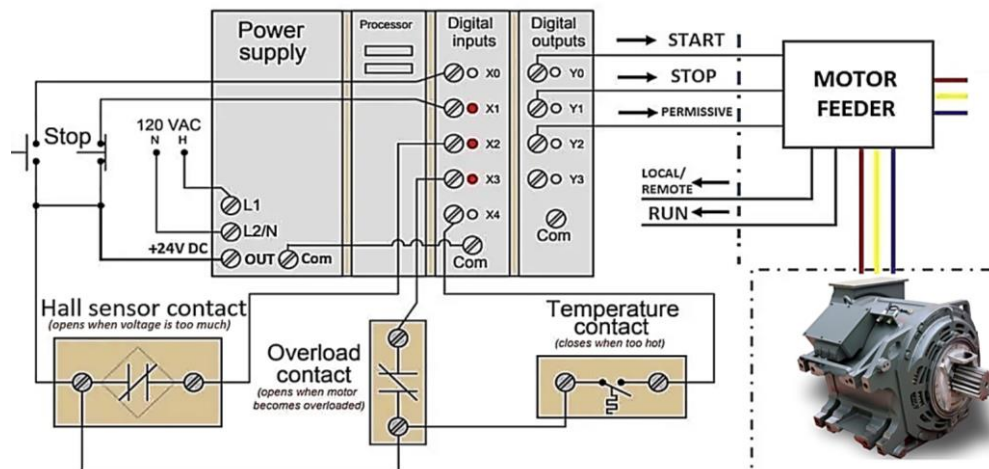 Power
supply
Processor
Digital
inputs
Digital
outputs
X0
X1
X2
X3
X4
Com
Y0
Y1
Y2
Y3
Com
START
STOP
PERMISSIVE
MOTOR
FEEDER
LOCAL/
REMOTE
RUN
Stop
120 VAC
N H
L1
L2/N
+24V DC
OUT
Com
Hall sensor contact
(opens when voltage is too much)
Overload
contact
(opens when motor
becomes overloaded)
Temperature
contact
(closes when too hot)